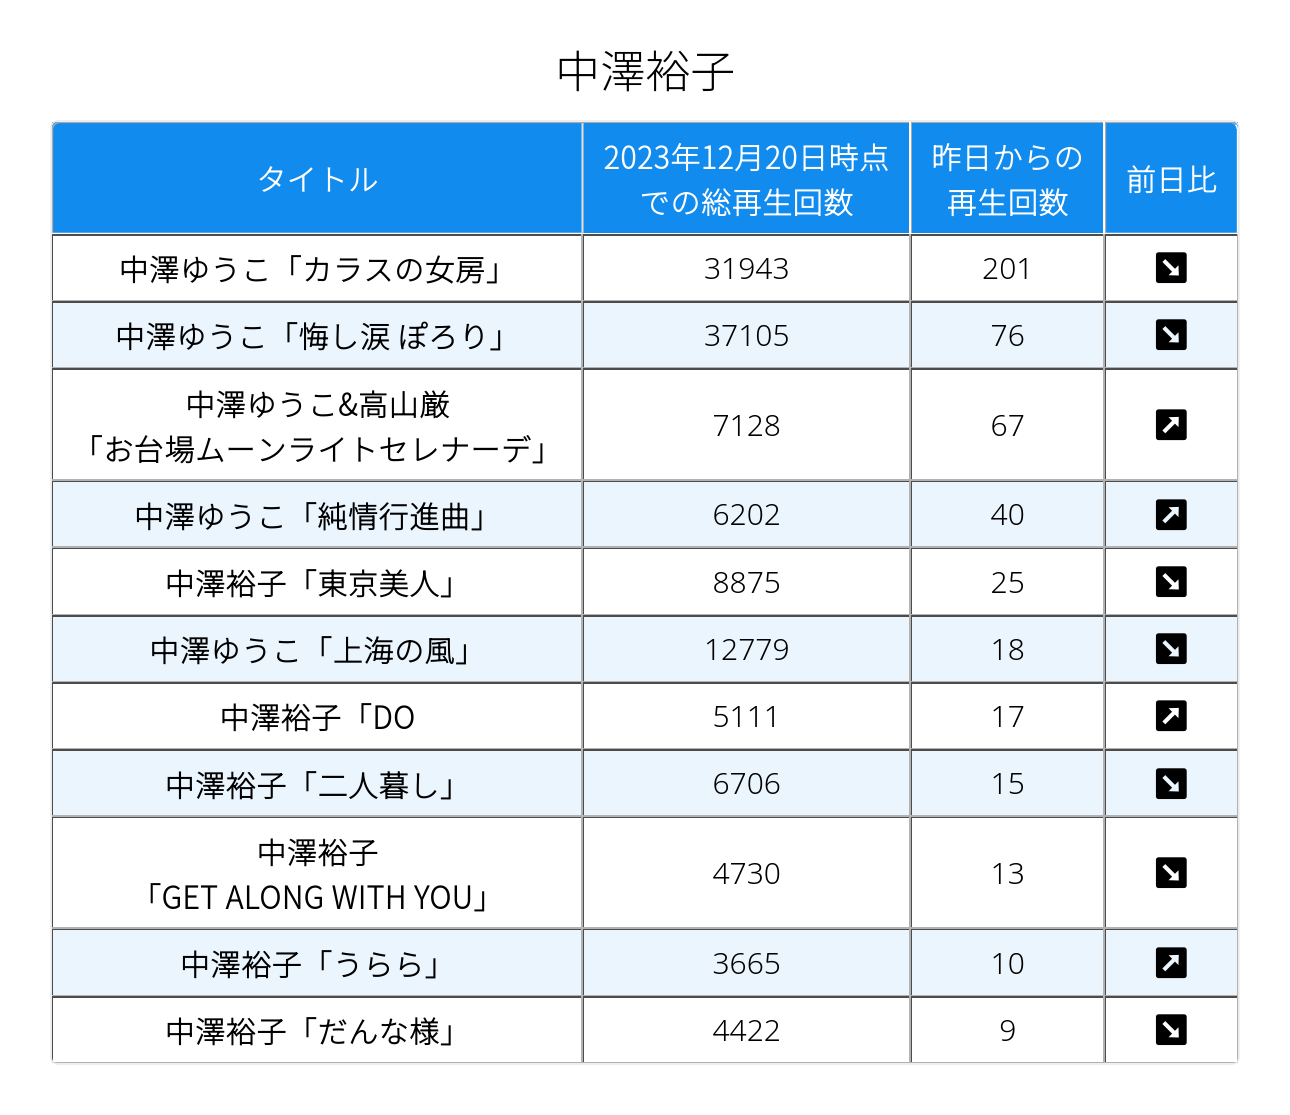 中澤裕子
タイトル
2023年12月20日時点
での総再生回数
昨日からの
再生回数
前日比
中澤ゆうこ「カラスの女房」
31943
201
中澤ゆうこ「悔し涙 ぽろり」
37105
76
中澤ゆうこ&高山厳
「お台場ムーンライトセレナーデ」
7128
67
中澤ゆうこ「純情行進曲」
6202
40
中澤裕子「東京美人」
8875
25
中澤ゆうこ「上海の風」
12779
18
中澤裕子「DO
5111
17
中澤裕子「二人暮し」
6706
15
中澤裕子
「GET ALONG WITH YOU」
4730
13
中澤裕子「うらら」
3665
10
中澤裕子「だんな様」
4422
9